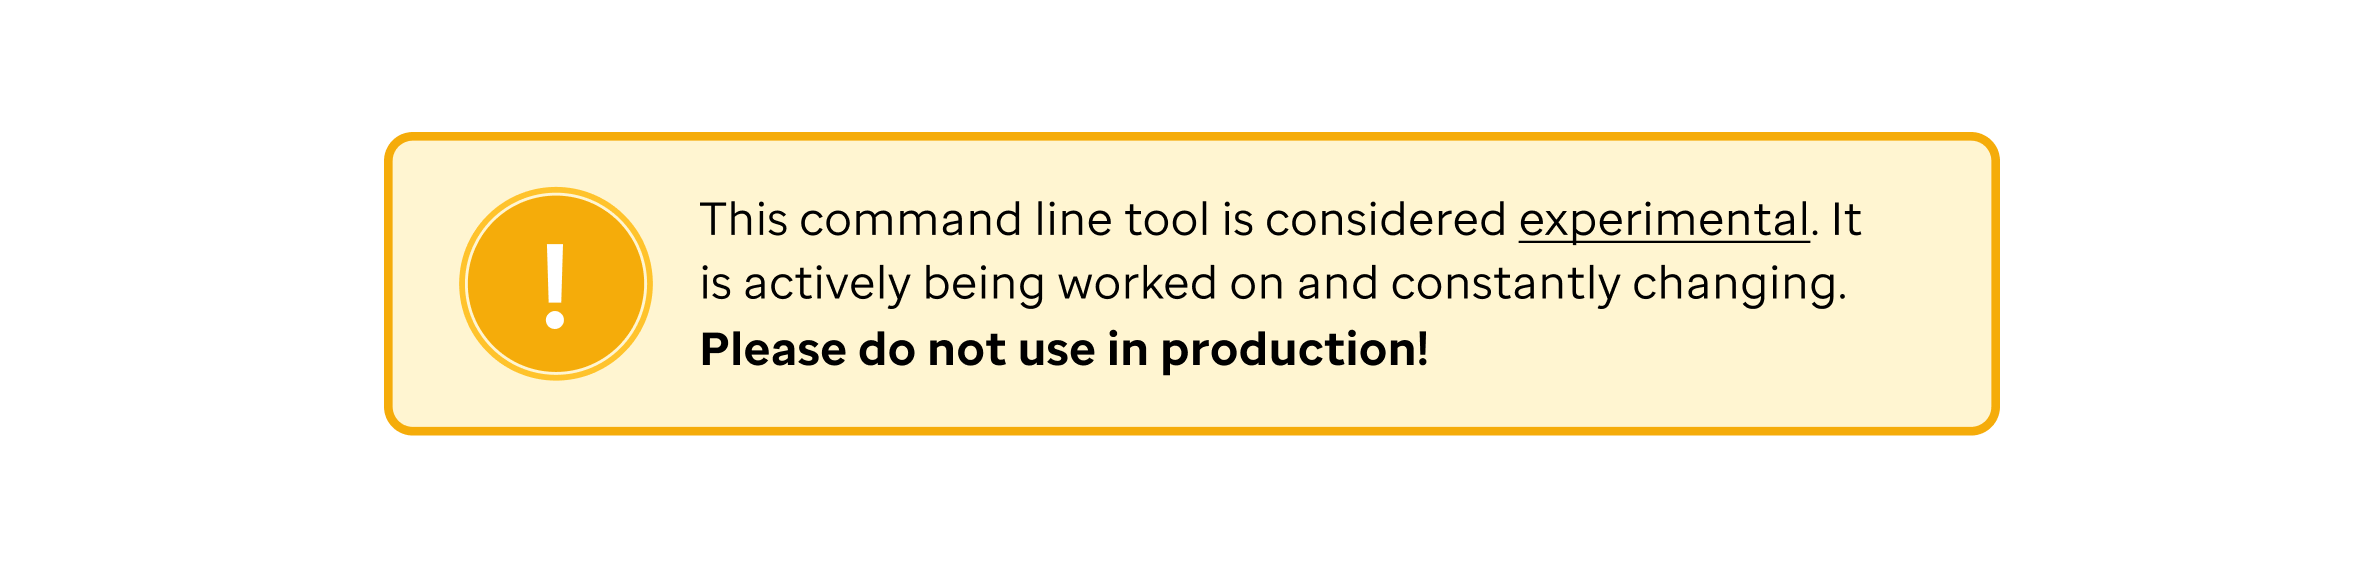 This command line tool is considered experimental. It
is actively being worked on and constantly changing.
Please do not use in production!